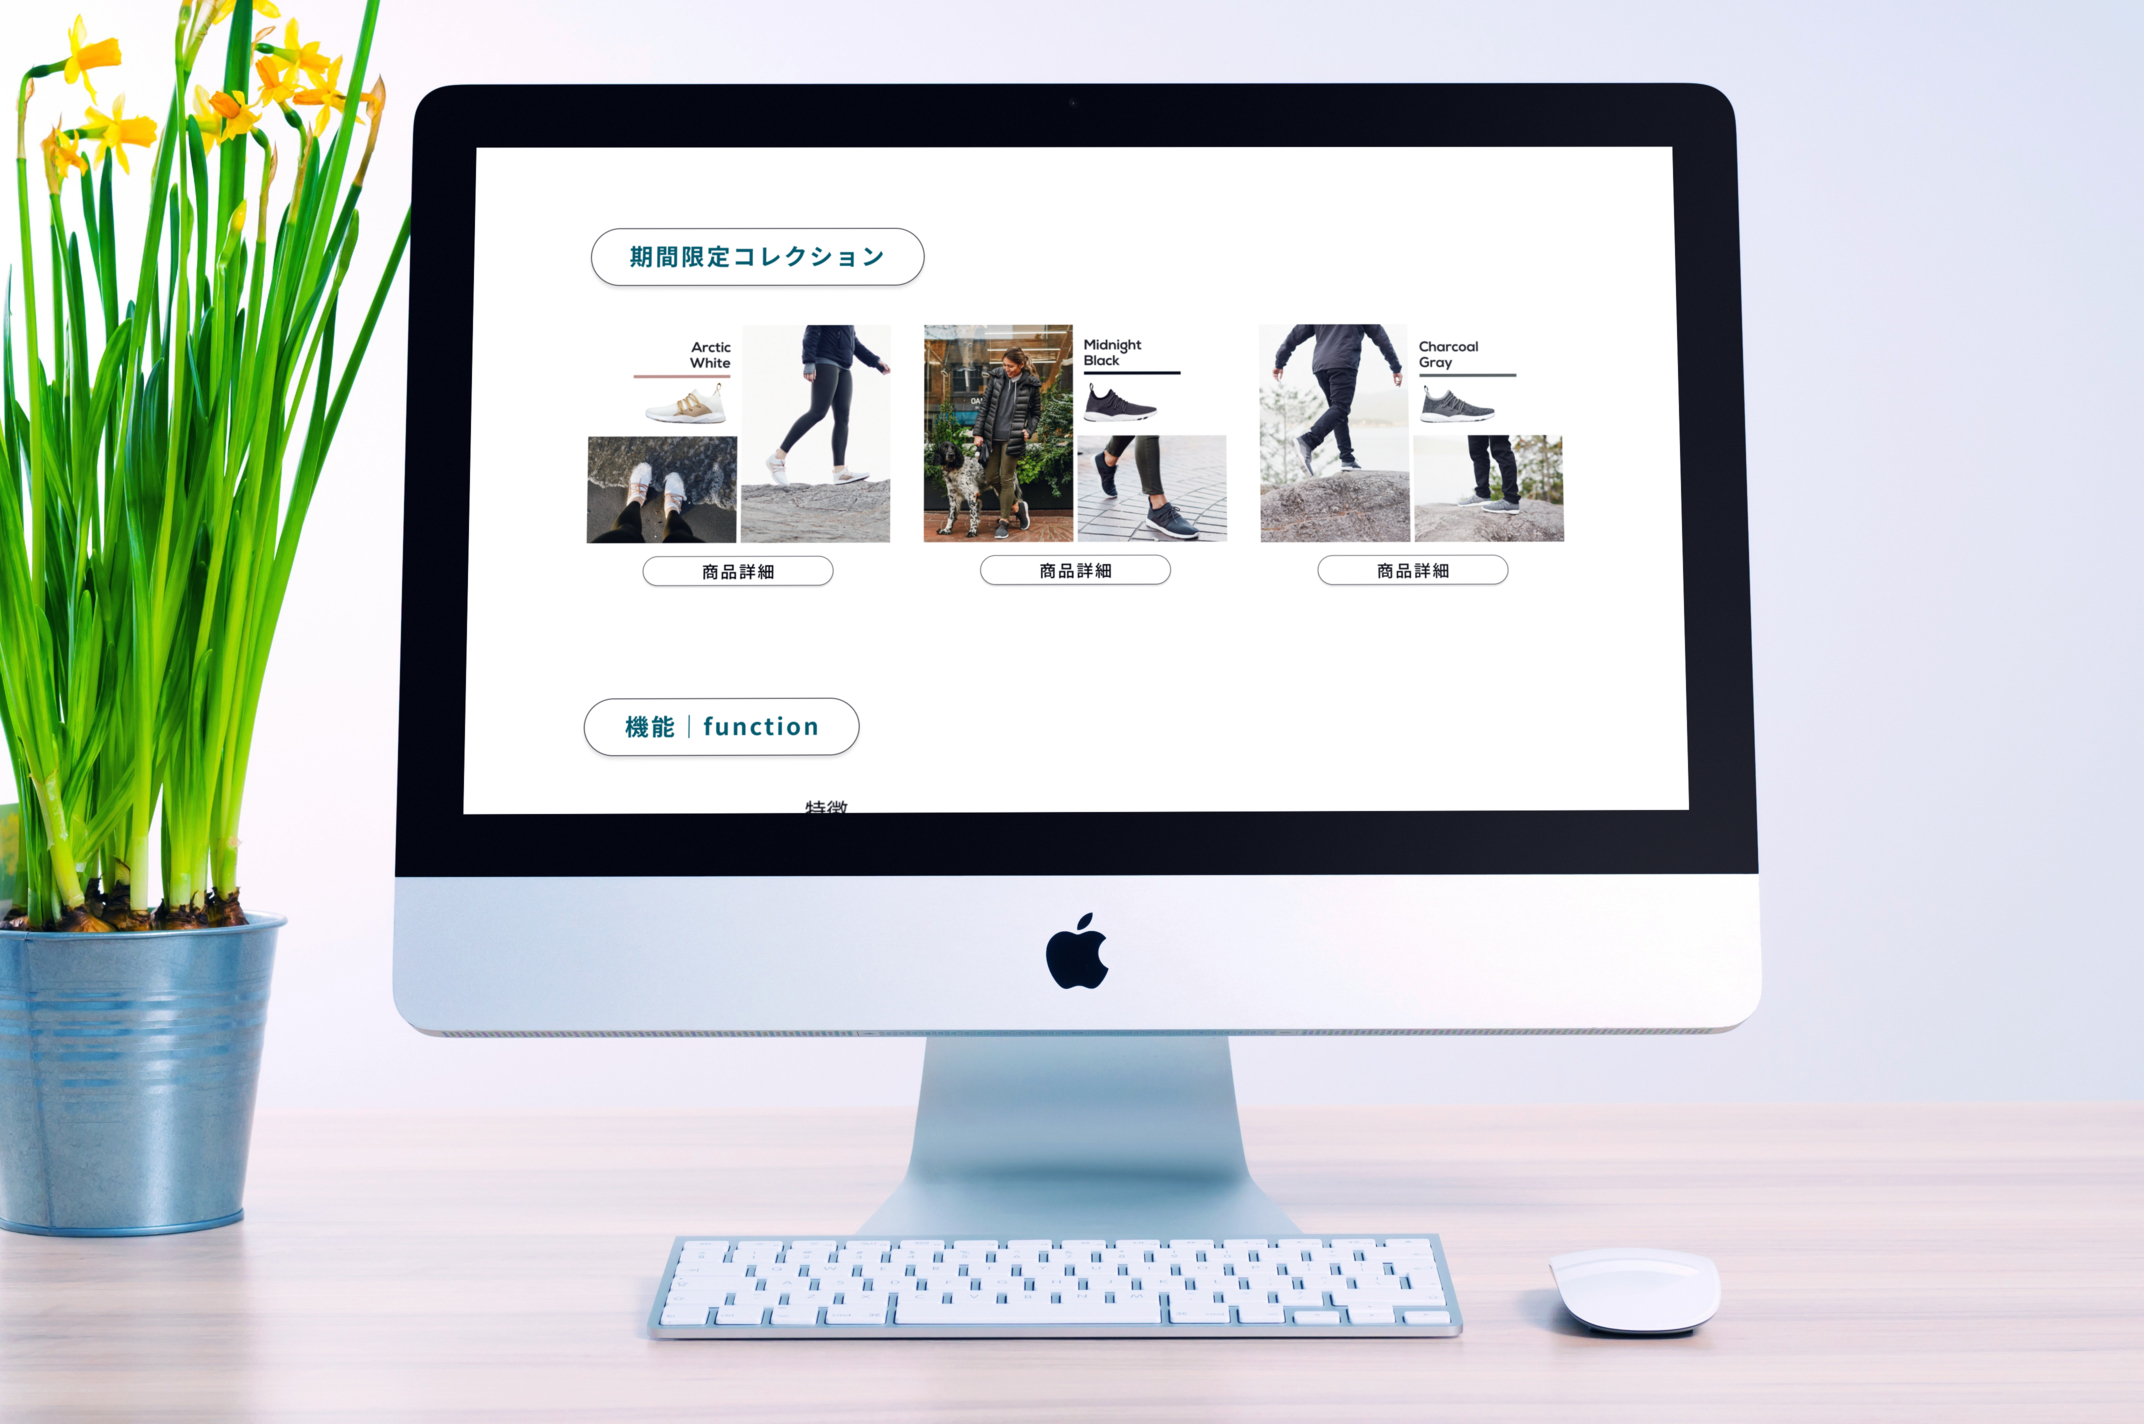 期間限定コレクション
Arctic
White
Midnight
Black
Charcoal
Gray
商品詳細
商品詳細
商品詳細
機能｜function
特徴